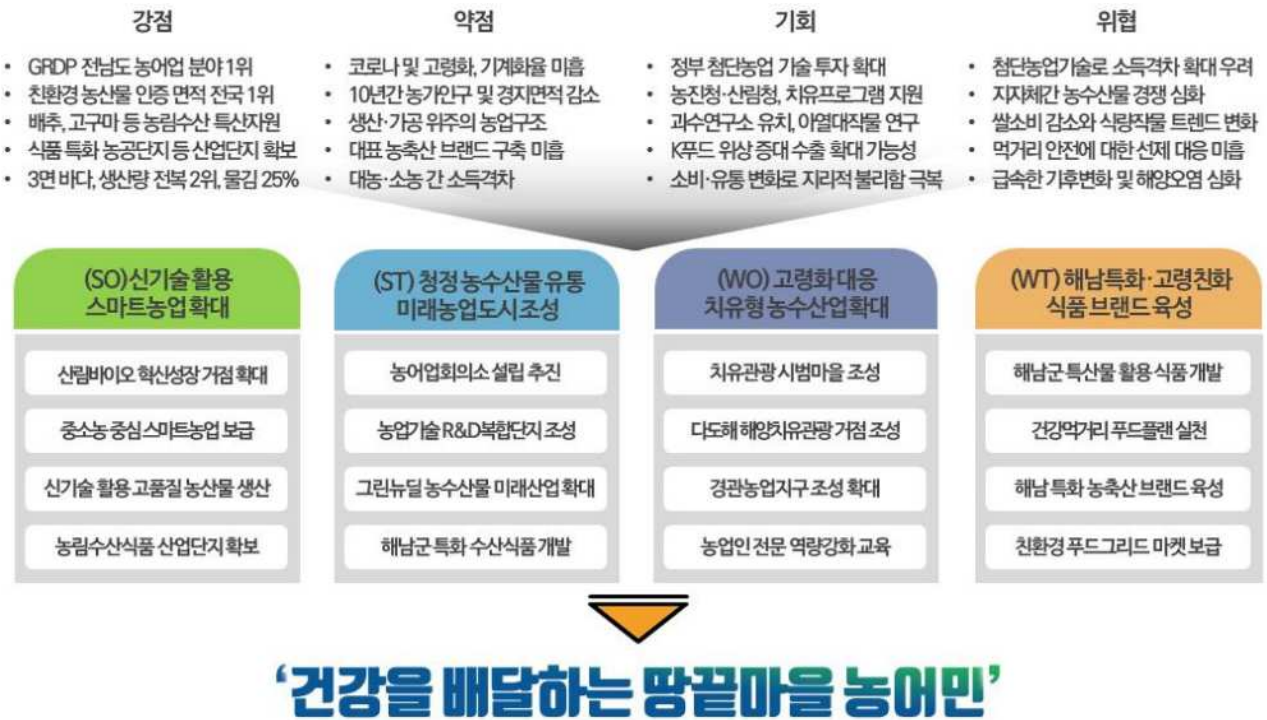 강점
• GRDP 전남도 농어업 분야 1위
• 친환경 농산물 인증 면적 전국 1위
• 배추, 고구마 등 농림수산 특산자원
• 식품 특화 농공단지 등 산업단지 확보
• 3면 바다, 생산량 전복 2위, 물김 25%
약점
• 코로나 및 고령화, 기계화율 미흡
• 10년간 농가인구 및 경지면적 감소
• 생산·가공 위주의 농업구조
• 대표 농축산 브랜드 구축 미흡
• 대농·소농 간 소득격차
기회
• 정부 첨단농업 기술 투자 확대
• 농진청·산림청, 치유프로그램 지원
• 과수연구소 유치, 아열대작물 연구
• K푸드 위상 증대 수출 확대 가능성
• 소비·유통 변화로 지리적 불리함 극복
위협
• 첨단농업기술로 소득격차 확대 우려
• 지자체간 농수산물 경쟁 심화
• 쌀소비 감소와 식량작물 트렌드 변화
• 먹거리 안전에 대한 선제 대응 미흡
• 급속한 기후변화 및 해양오염 심화
(SO)신기술 활용
스마트농업 확대
산림바이오 혁신성장 거점 확대
중소농 중심 스마트농업 보급
신기술 활용 고품질 농산물 생산
농림수산식품 산업단지 확보
(ST) 청정 농수산물 유통
미래농업도시 조성
농어업회의소 설립 추진
농업기술 R&D복합단지 조성
그린뉴딜 농수산물 미래산업 확대
해남군 특화 수산식품 개발
(WO) 고령화 대응
치유형 농수산업 확대
치유관광 시범마을 조성
다도해 해양치유관광 거점 조성
경관농업지구 조성 확대
농업인 전문 역량강화 교육
(WT) 해남특화·고령친화
식품 브랜드 육성
해남군 특산물 활용 식품 개발
건강먹거리 푸드플랜 실천
해남 특화 농축산 브랜드 육성
친환경 푸드그리드 마켓 보급
‘건강을 배달하는 땅끝마을 농어민’